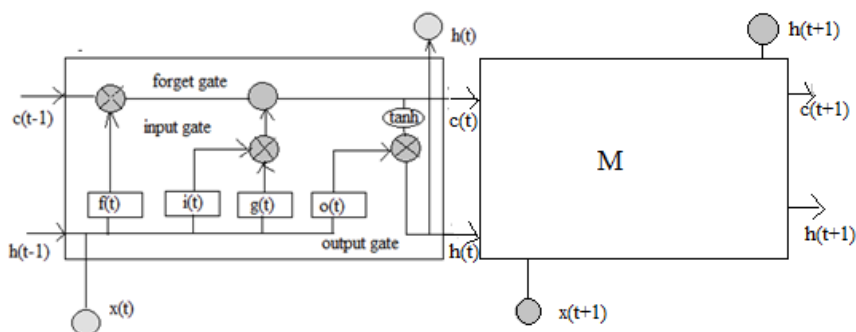 h(t)
h(t+1)
forget gate
c(t-1)
input gate
tanh
c(t)
c(t+1)
M
f(t)
i(t)
g(t)
o(t)
h(t-1)
output gate
h(t)
h(t+1)
x(t)
x(t+1)